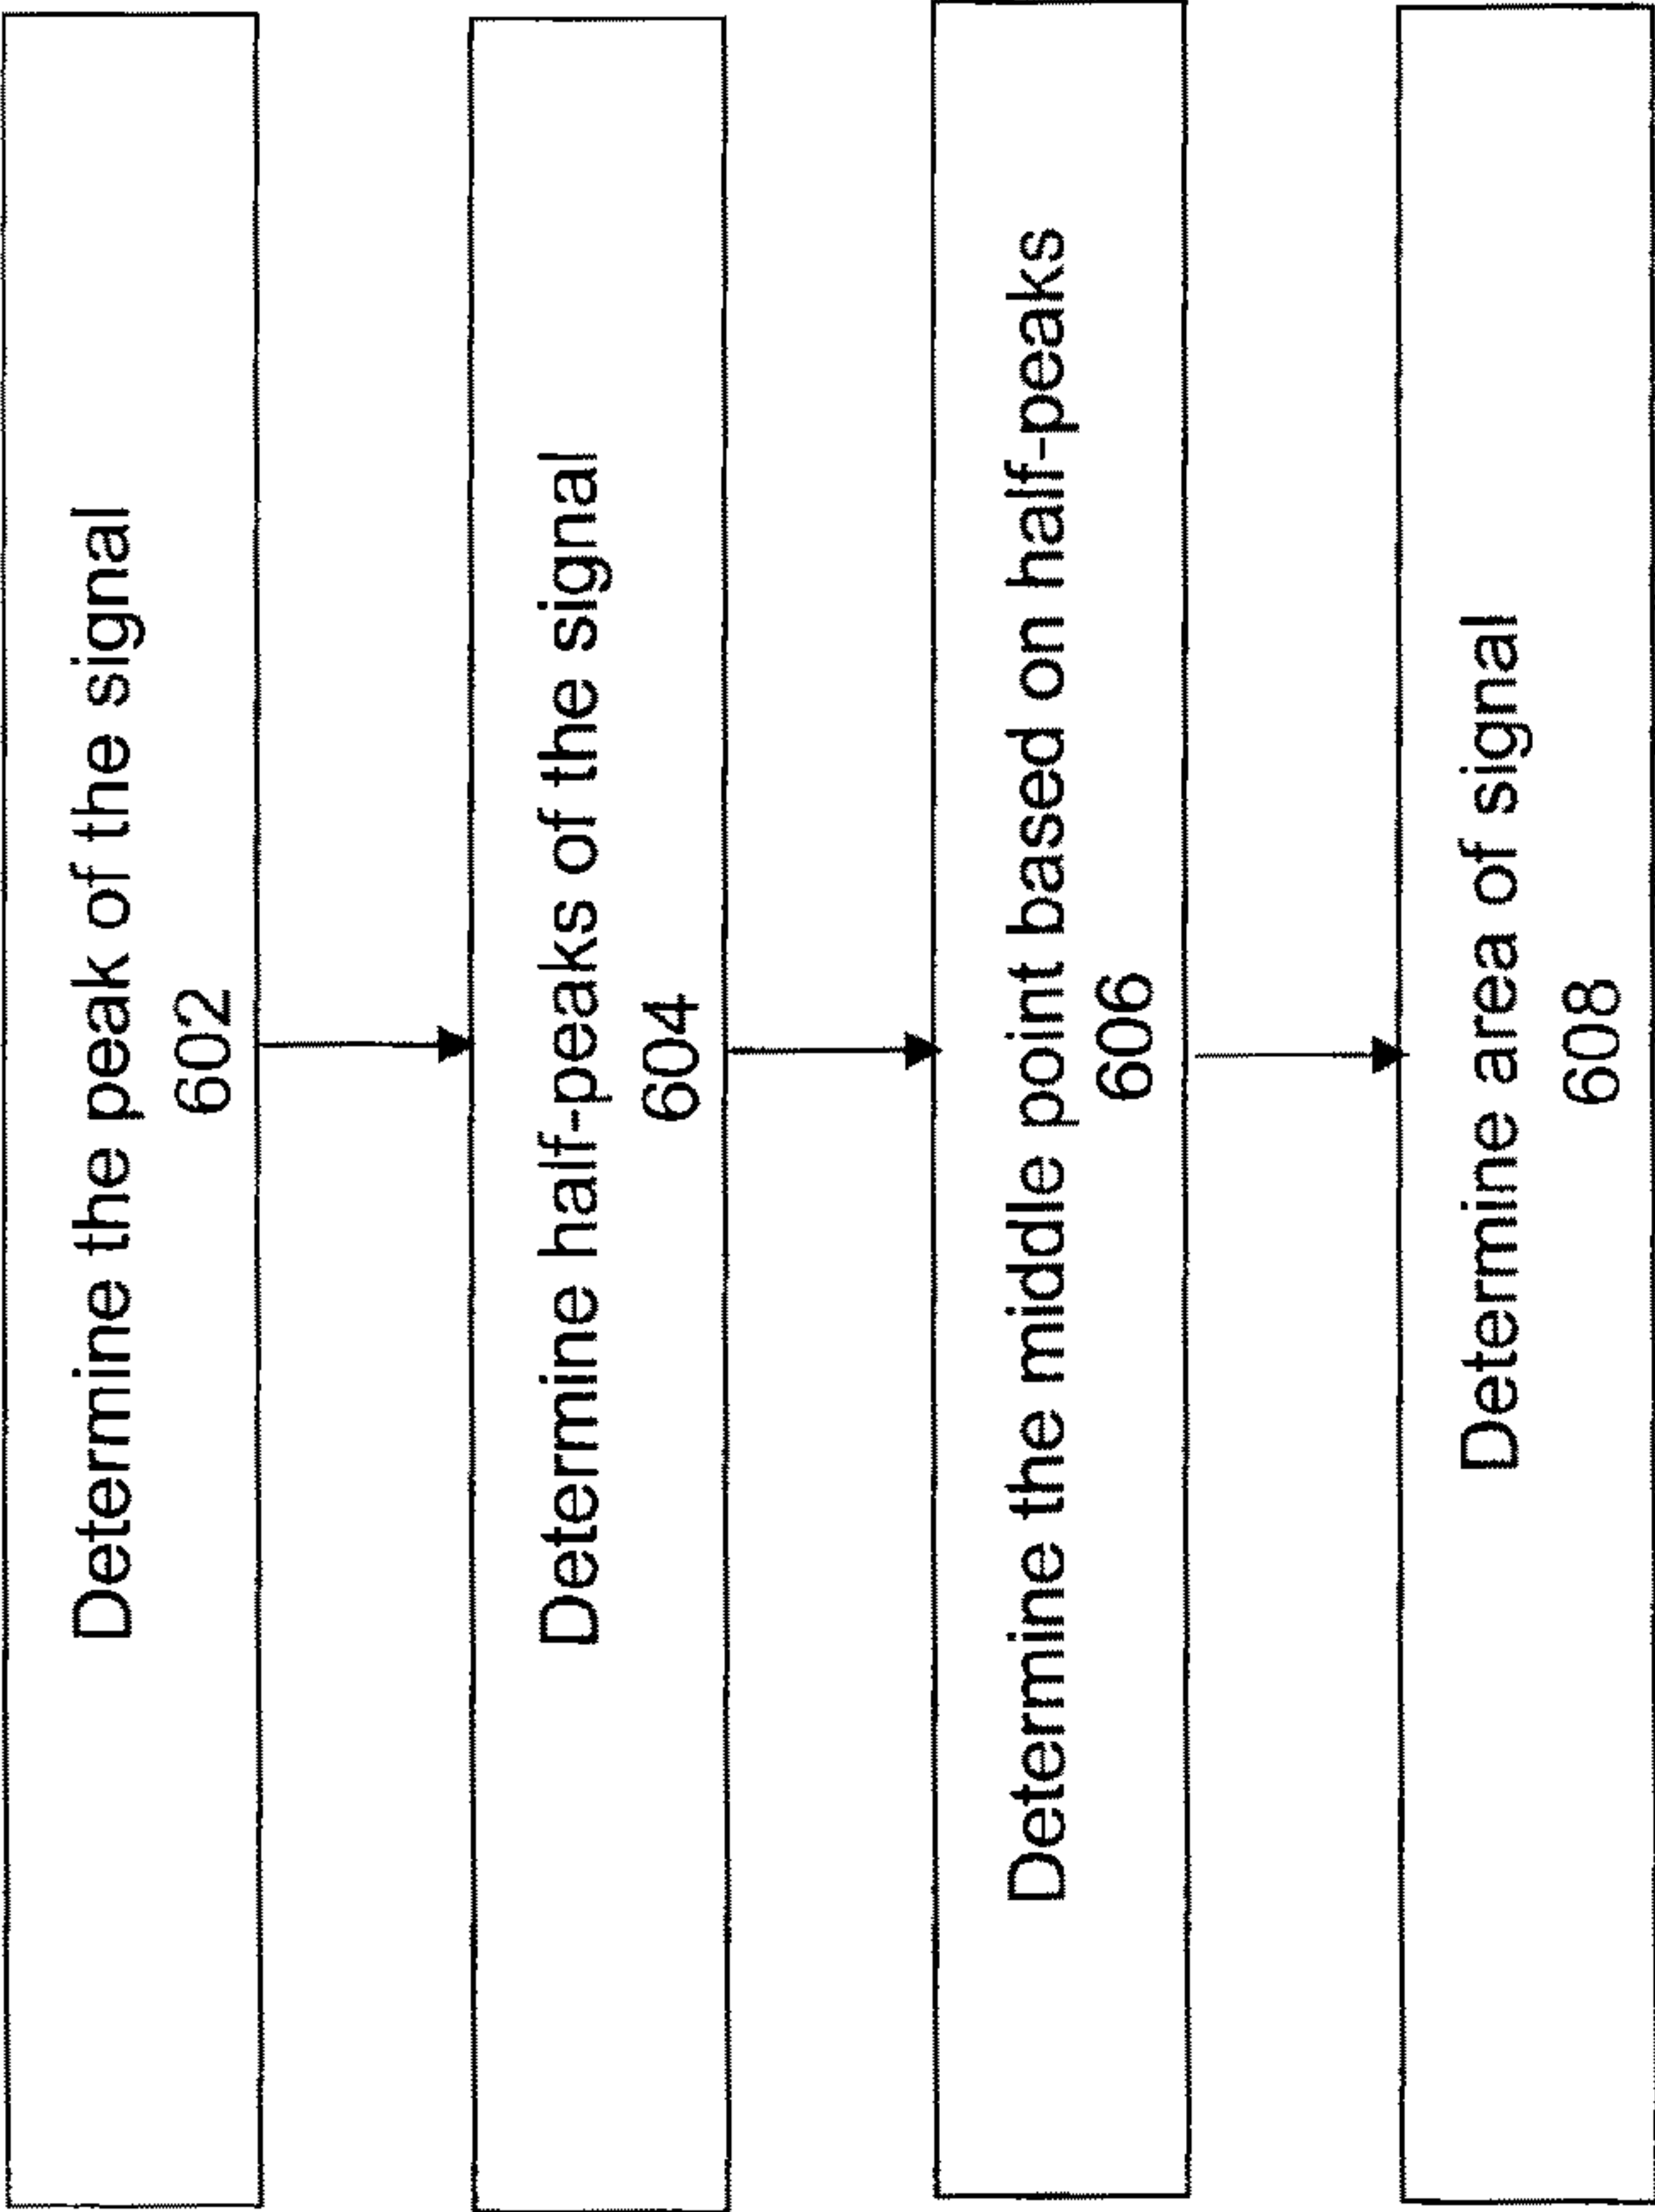 Determine the peak of the signal
602
Determine half-peaks of the signal
604
Determine the middle point based on half-peaks
606
Determine area of signal
608